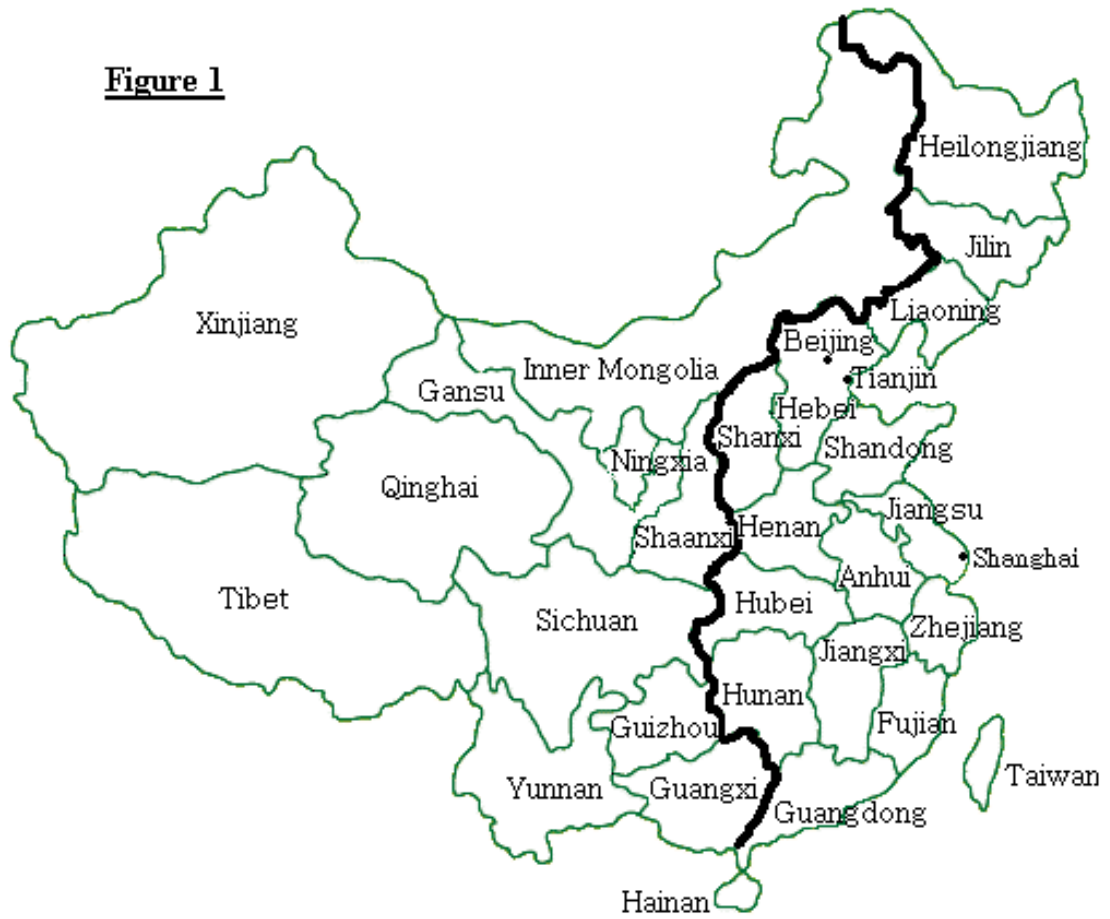 Figure 1
Heilongjiang
Jilin
Xinjiang
Liaoning
Beijing
Inner Mongolia
Tianjin
Gansu
Hebei
Shanxi
Shandong
Ningxia
Qinghai
Jiangsu
Henan
Shaanxi
Shanghai
Anhui
Tibet
Hubei
Sichuan
Zhejiang
Jiangxi
Hunan
Fujian
Guizhou
Taiwan
Yunnan
Guangxi
Guangdong
Hainan